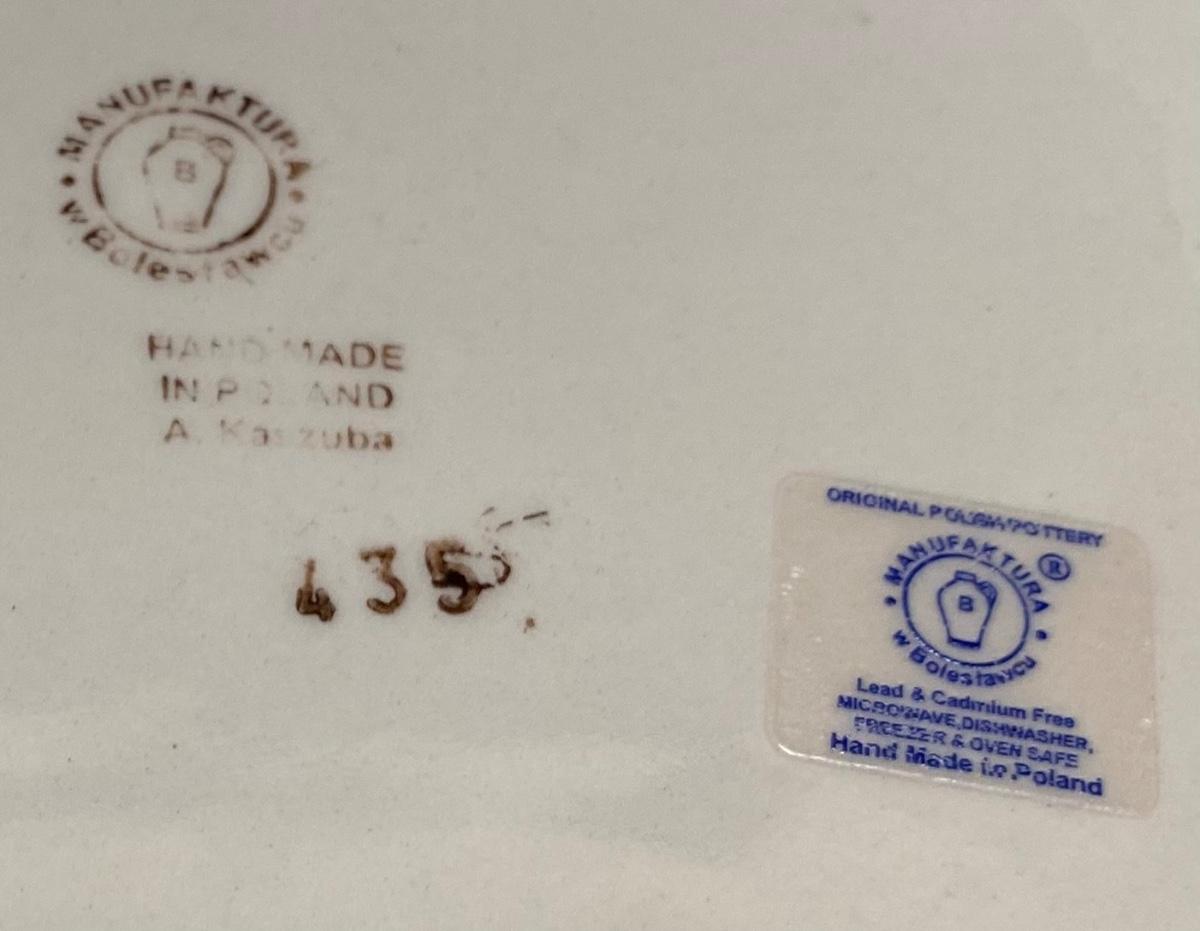 MANUFAKTURA
B
w Bolesławcu
HAND MADE
IN POLAND
A. Kaszuba
435
ORIGINAL POLISH POTTERY
MANUFAKTURA ®
B
w Bolesławcu
Lead & Cadmium Free
MICROWAVE, DISHWASHER,
FREEZER & OVEN SAFE
Hand Made in Poland